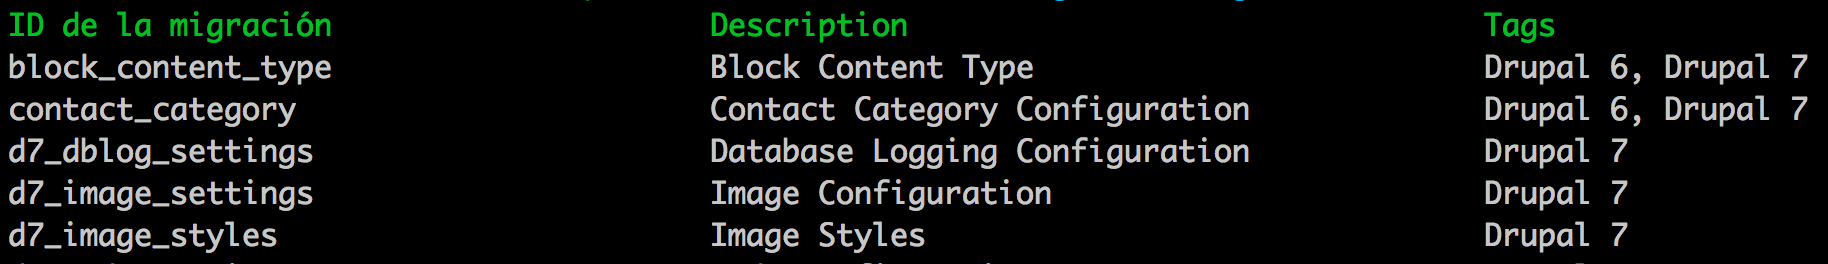 ID de la migración Description Tags
block_content_type Block Content Type Drupal 6, Drupal 7
contact_category Contact Category Configuration Drupal 6, Drupal 7
d7_dblog_settings Database Logging Configuration Drupal 7
d7_image_settings Image Configuration Drupal 7
d7_image_styles Image Styles Drupal 7